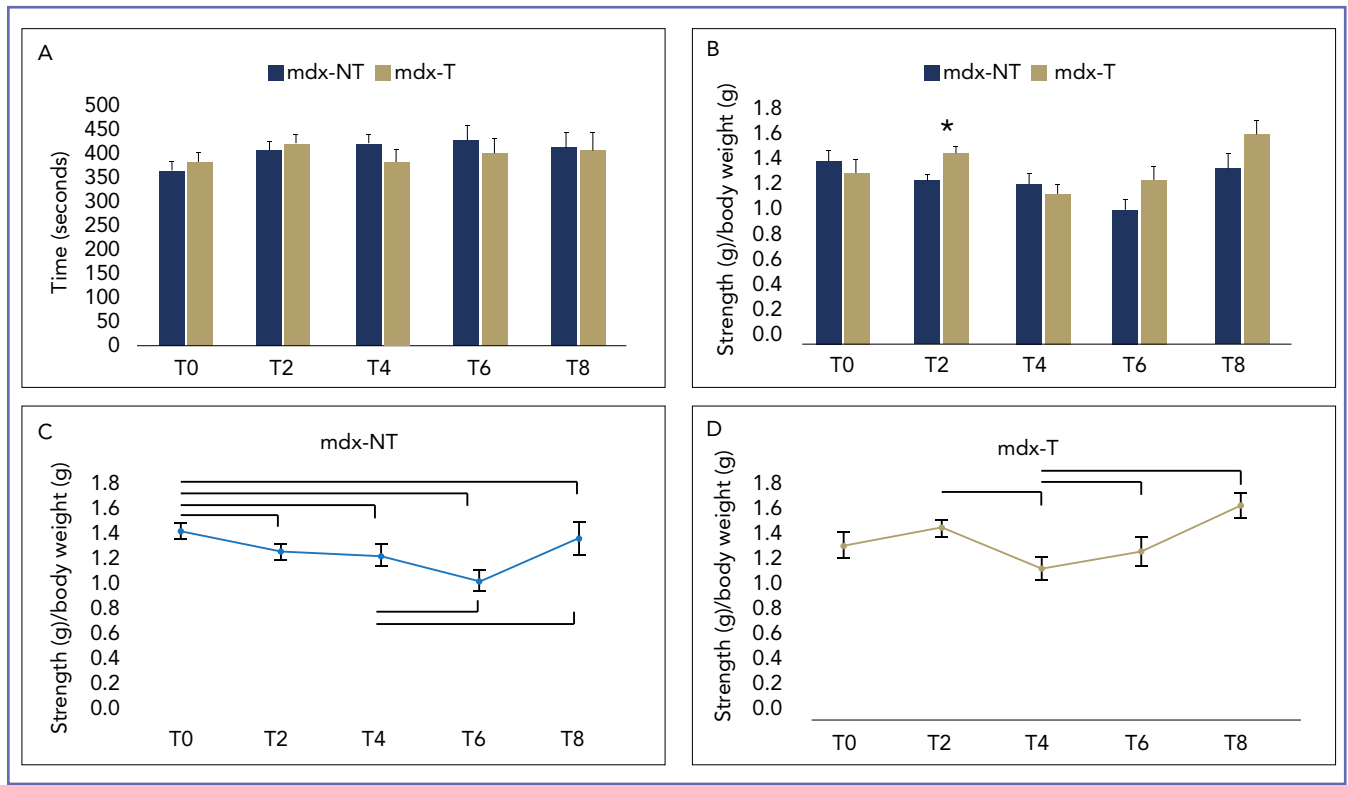 A
mdx-NT mdx-T
Time (seconds)
500
450
400
350
300
250
200
150
100
50
0
T0 T2 T4 T6 T8
B
mdx-NT mdx-T
Strength (g)/body weight (g)
1.8
1.6
1.4
1.2
1.0
0.8
0.6
0.4
0.2
0.0
*
T0 T2 T4 T6 T8
C
mdx-NT
Strength (g)/body weight (g)
1.8
1.6
1.4
1.2
1.0
0.8
0.6
0.4
0.2
0.0
T0 T2 T4 T6 T8
D
mdx-T
Strength (g)/body weight (g)
1.8
1.6
1.4
1.2
1.0
0.8
0.6
0.4
0.2
0.0
T0 T2 T4 T6 T8